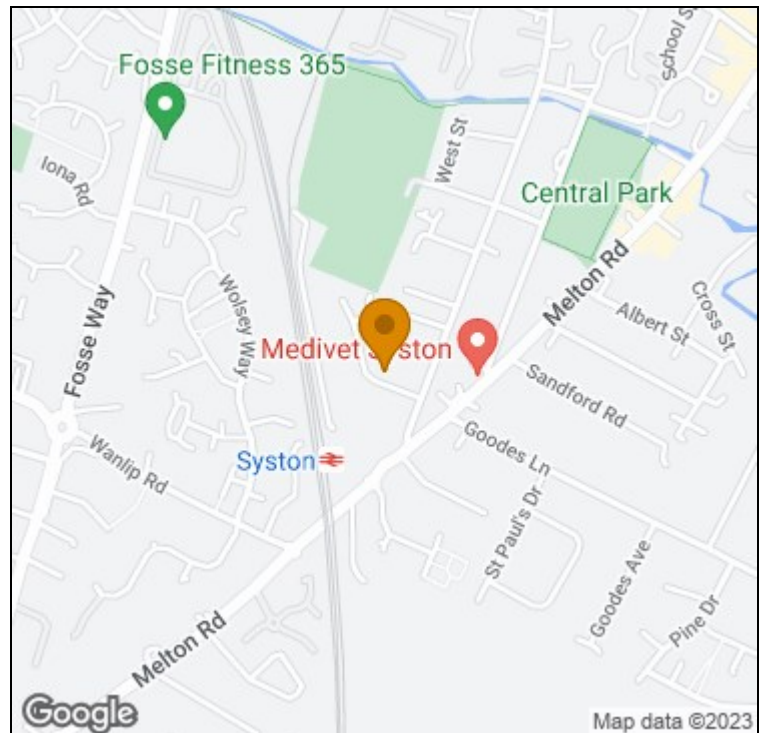 School S
Fosse Fitness 365
West St
Iona Rd
Central Park
Melton Rd
Wolsey Way
Cross St
Albert St
Fosse Way
Medivet Syston
Sandford Rd
Goodes Ln
Wanlip Rd
Syston
St Paul's Dr
Goodes Ave
Pine Dr
Melton Rd
Google
Map data ©2023